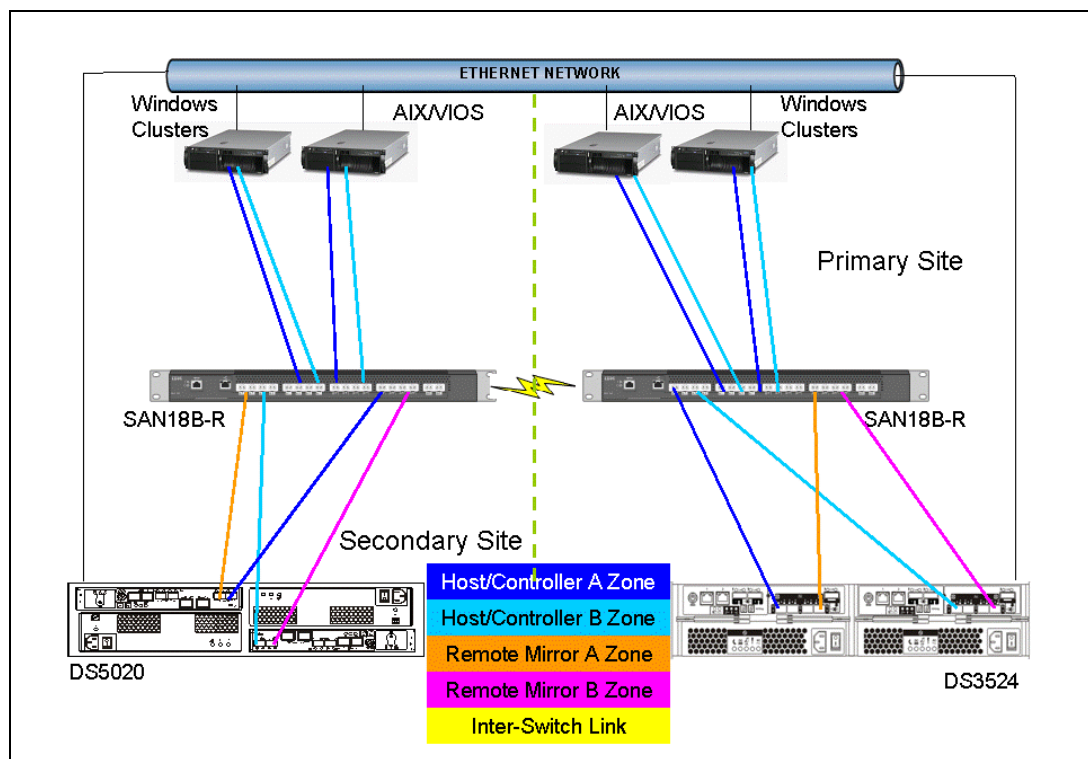 ETHERNET NETWORK
Windows
Clusters
AIX/VIOS
AIX/VIOS
Windows
Clusters
Primary Site
SAN18B-R
SAN18B-R
Secondary Site
Host/Controller A Zone
Host/Controller B Zone
Remote Mirror A Zone
Remote Mirror B Zone
Inter-Switch Link
DS5020
DS3524